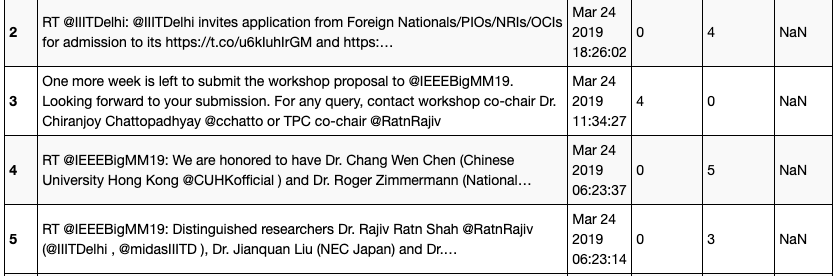 2
RT @IIITDelhi: @IIITDelhi invites application from Foreign Nationals/PIOs/NRIs/OCIs
for admission to its https://t.co/u6kIuhIrGM and https:…
Mar 24
2019
18:26:02
0
4
NaN
3
One more week is left to submit the workshop proposal to @IEEEBigMM19.
Looking forward to your submission. For any query, contact workshop co-chair Dr.
Chiranjoy Chattopadhyay @cchatto or TPC co-chair @RatnRajiv
Mar 24
2019
11:34:27
4
0
NaN
4
RT @IEEEBigMM19: We are honored to have Dr. Chang Wen Chen (Chinese
University Hong Kong @CUHKofficial ) and Dr. Roger Zimmermann (National…
Mar 24
2019
06:23:37
0
5
NaN
5
RT @IEEEBigMM19: Distinguished researchers Dr. Rajiv Ratn Shah @RatnRajiv
(@IIITDelhi , @midasIIITD ), Dr. Jianquan Liu (NEC Japan) and Dr.…
Mar 24
2019
06:23:14
0
3
NaN